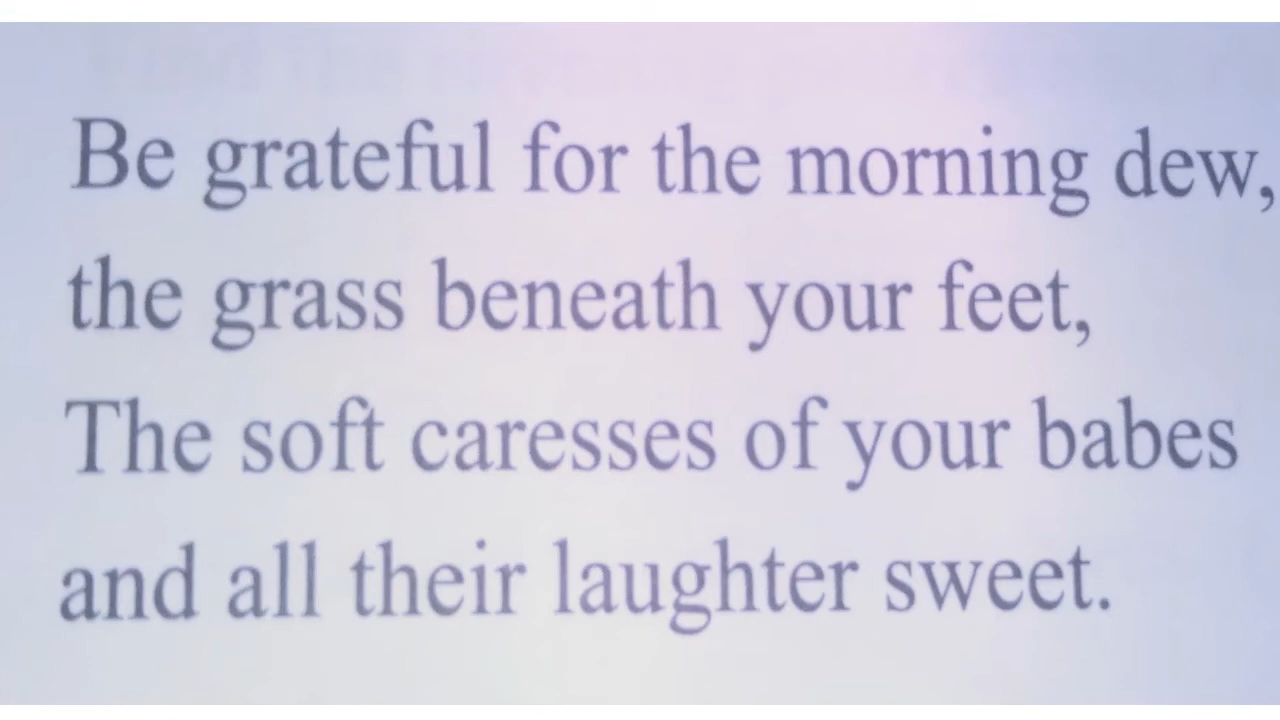 Be grateful for the morning dew,
the grass beneath your feet,
The soft caresses of your babes
and all their laughter sweet.